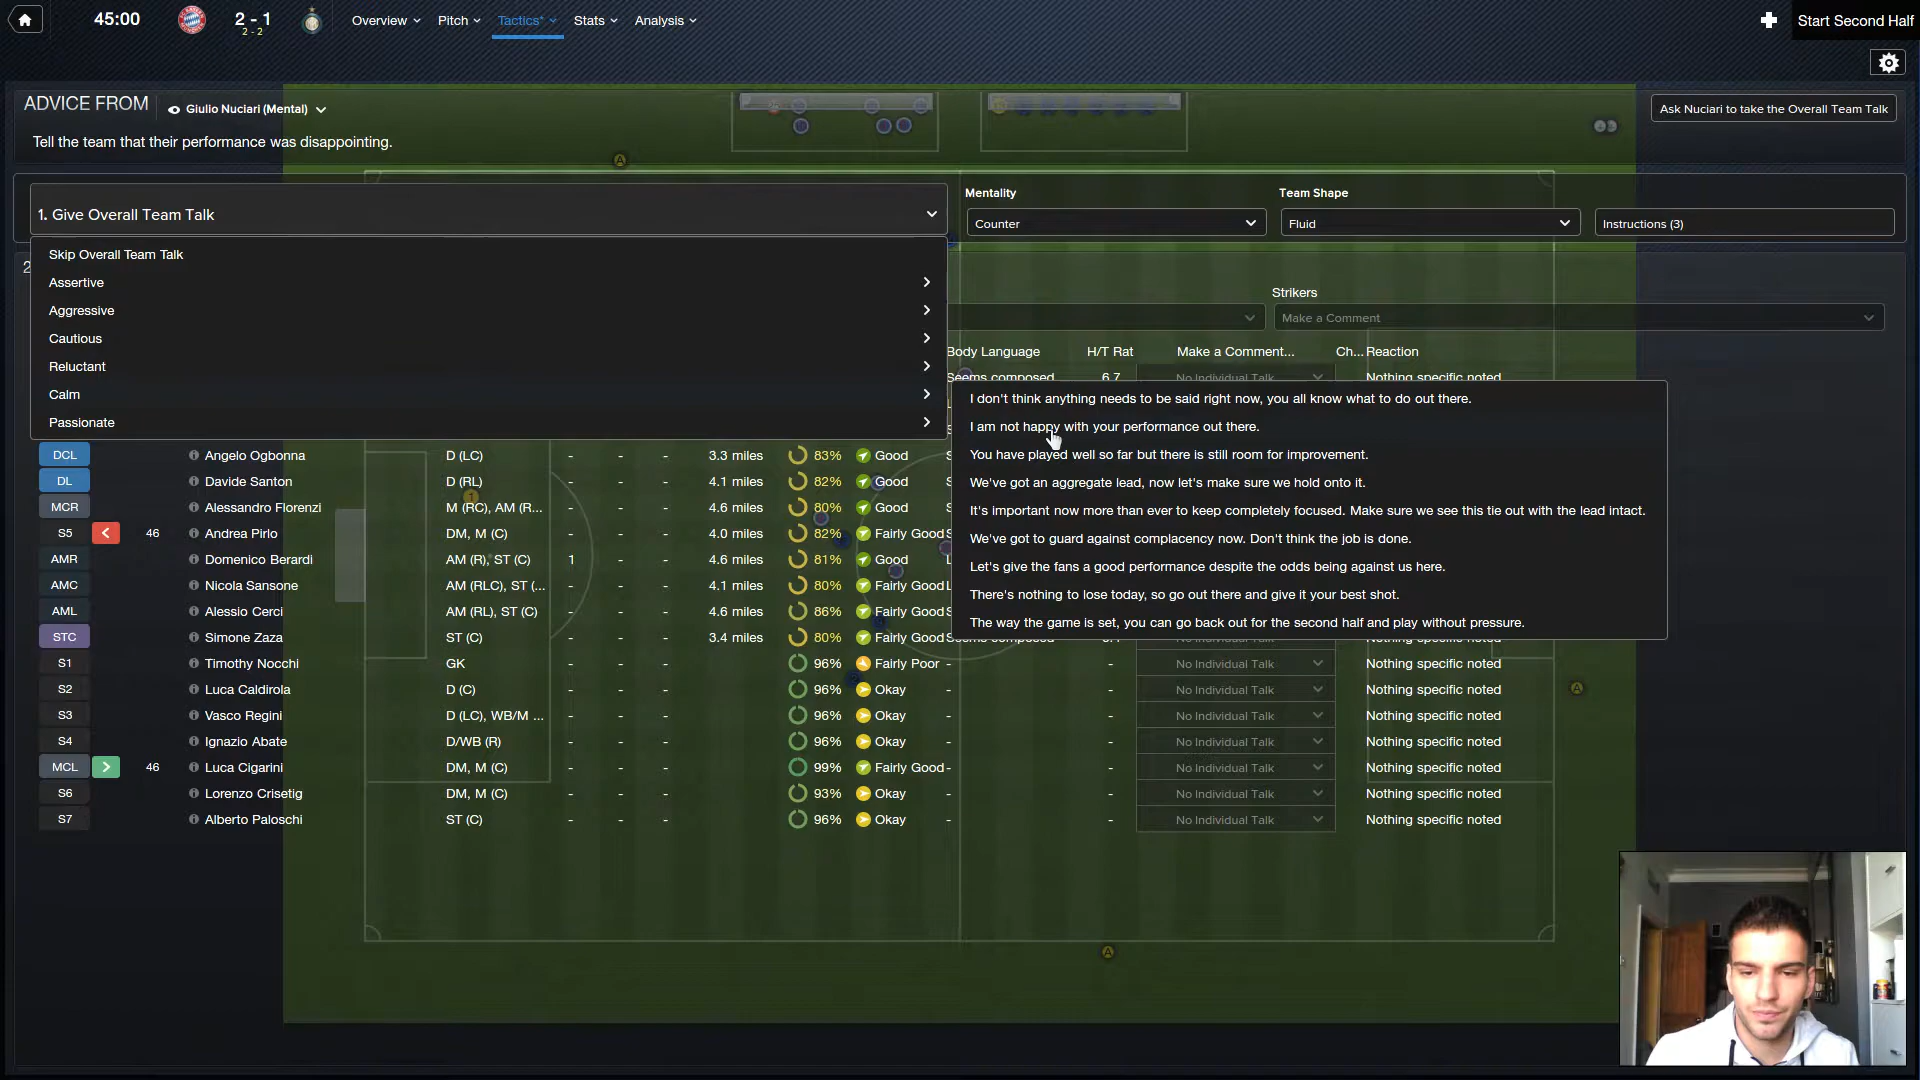 45:00 2 - 1 Overview Pitch Tactics* Stats Analysis Start Second Half
2 - 2
ADVICE FROM Giulio Nuciari (Mental) Ask Nuciari to take the Overall Team Talk
Tell the team that their performance was disappointing.
Mentality Team Shape
1. Give Overall Team Talk Counter Fluid Instructions (3)
Skip Overall Team Talk
2
Assertive
Strikers
Aggressive
Make a Comment
Cautious
Body Language H/T Rat Make a Comment... Ch... Reaction
Reluctant
Seems composed 6.7 No Individual Talk Nothing specific noted
Calm
Passionate
I don't think anything needs to be said right now, you all know what to do out there.
I am not happy with your performance out there.
You have played well so far but there is still room for improvement.
We've got an aggregate lead, now let's make sure we hold onto it.
It's important now more than ever to keep completely focused. Make sure we see this tie out with the lead intact.
We've got to guard against complacency now. Don't think the job is done.
Let's give the fans a good performance despite the odds being against us here.
There's nothing to lose today, so go out there and give it your best shot.
The way the game is set, you can go back out for the second half and play without pressure.
DCL Angelo Ogbonna D (LC) - - - 3.3 miles 83% Good
DL Davide Santon D (RL) - - - 4.1 miles 82% Good
MCR Alessandro Florenzi M (RC), AM (R... - - - 4.6 miles 80% Good
S5 46 Andrea Pirlo DM, M (C) - - - 4.0 miles 82% Fairly Good
AMR Domenico Berardi AM (R), ST (C) 1 - - 4.6 miles 81% Good
AMC Nicola Sansone AM (RLC), ST (... - - - 4.1 miles 80% Fairly Good
AML Alessio Cerci AM (RL), ST (C) - - - 4.6 miles 86% Fairly Good
STC Simone Zaza ST (C) - - - 3.4 miles 80% Fairly Good
S1 Timothy Nocchi GK - - - 96% Fairly Poor - - No Individual Talk Nothing specific noted
S2 Luca Caldirola D (C) - - - 96% Okay - - No Individual Talk Nothing specific noted
S3 Vasco Regini D (LC), WB/M ... - - - 96% Okay - - No Individual Talk Nothing specific noted
S4 Ignazio Abate D/WB (R) - - - 96% Okay - - No Individual Talk Nothing specific noted
MCL 46 Luca Cigarini DM, M (C) - - - 99% Fairly Good - - No Individual Talk Nothing specific noted
S6 Lorenzo Crisetig DM, M (C) - - - 93% Okay - - No Individual Talk Nothing specific noted
S7 Alberto Paloschi ST (C) - - - 96% Okay - - No Individual Talk Nothing specific noted